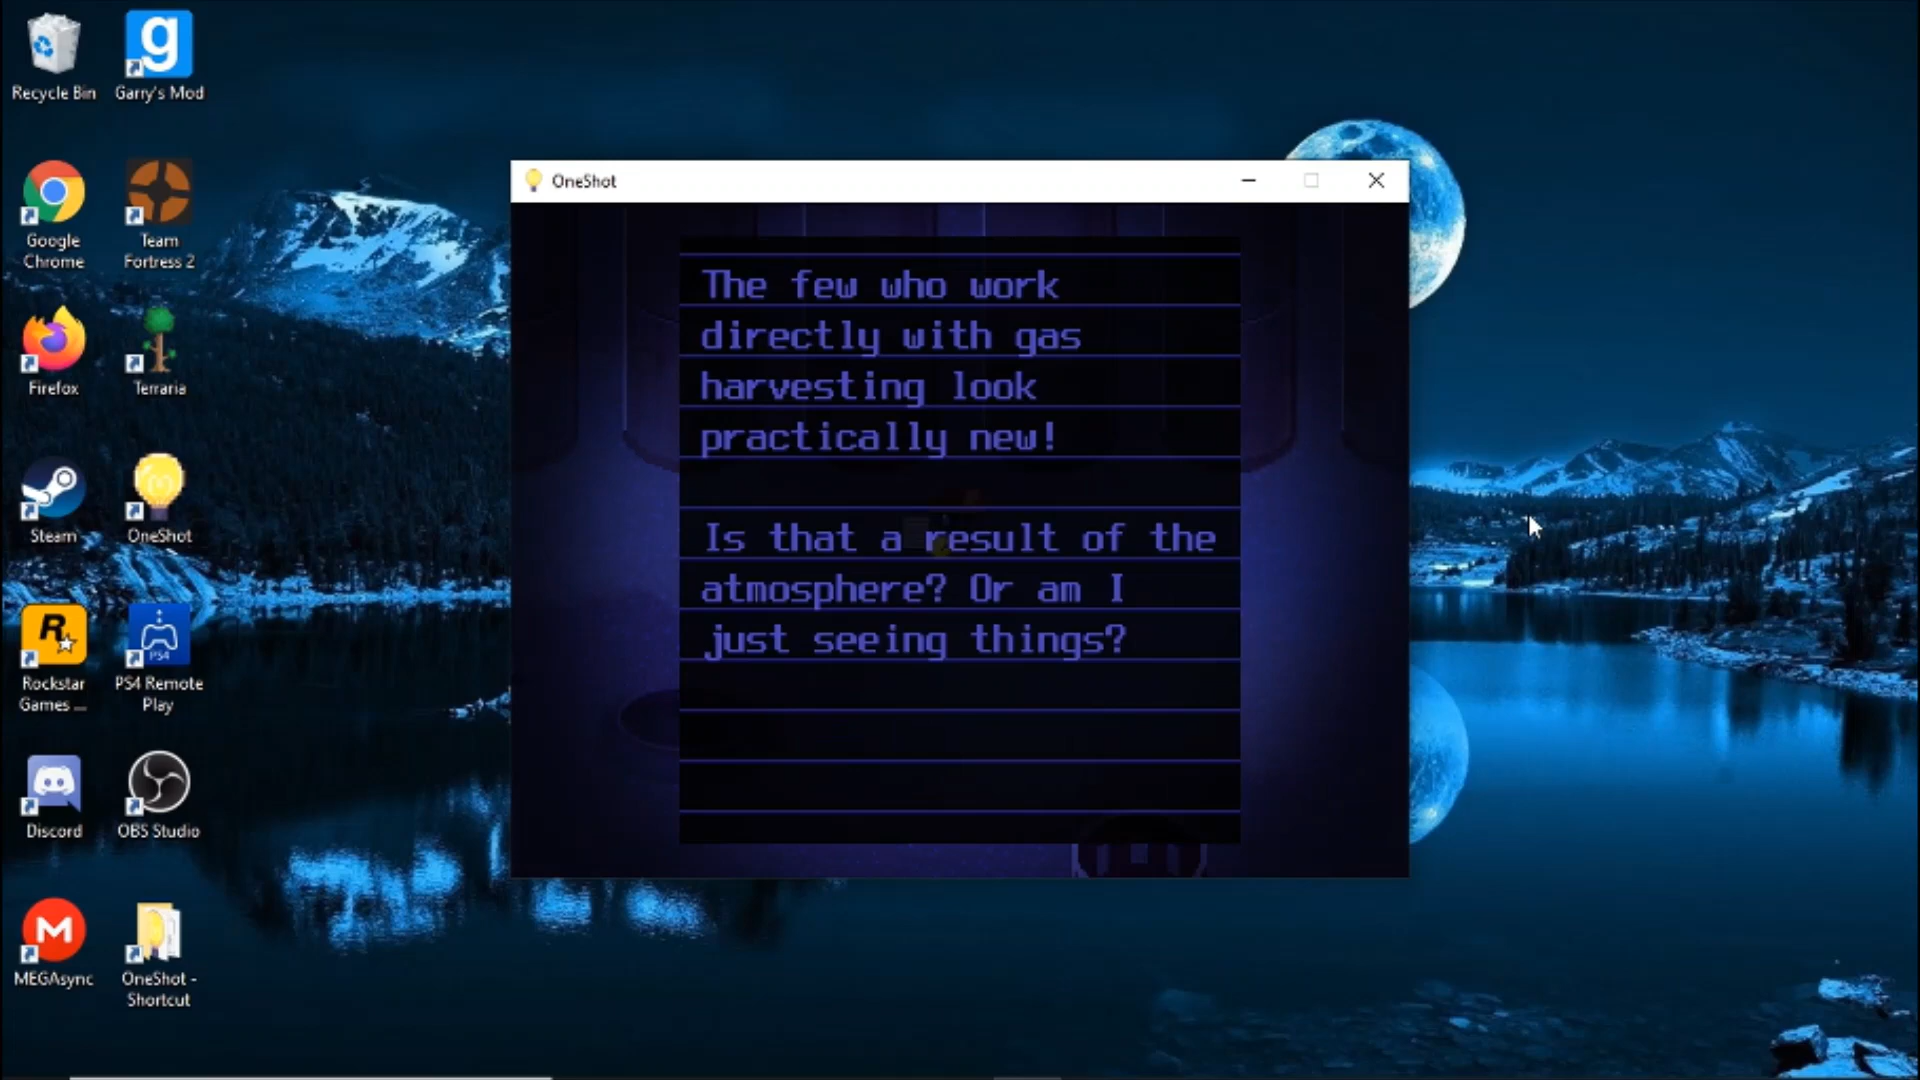 Recycle Bin
Garry's Mod
Google
Chrome
Team
Fortress 2
Firefox
Terraria
Steam
OneShot
Rockstar
Games ...
PS4 Remote
Play
Discord
OBS Studio
MEGAsync
OneShot -
Shortcut
OneShot
The few who work
directly with gas
harvesting look
practically new!
Is that a result of the
atmosphere? Or am I
just seeing things?